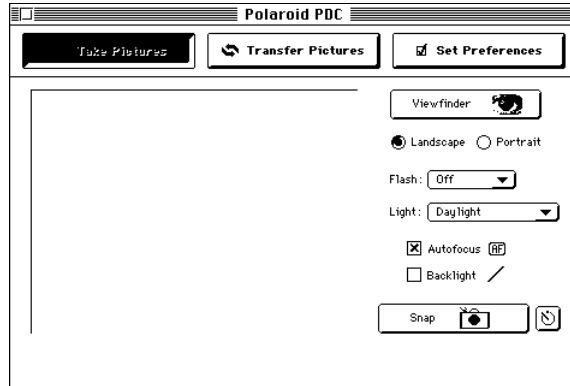 Polaroid PDC
Take Pictures
Transfer Pictures
Set Preferences
Viewfinder
Landscape
Portrait
Flash: Off
Light: Daylight
Autofocus AF
Backlight
Snap